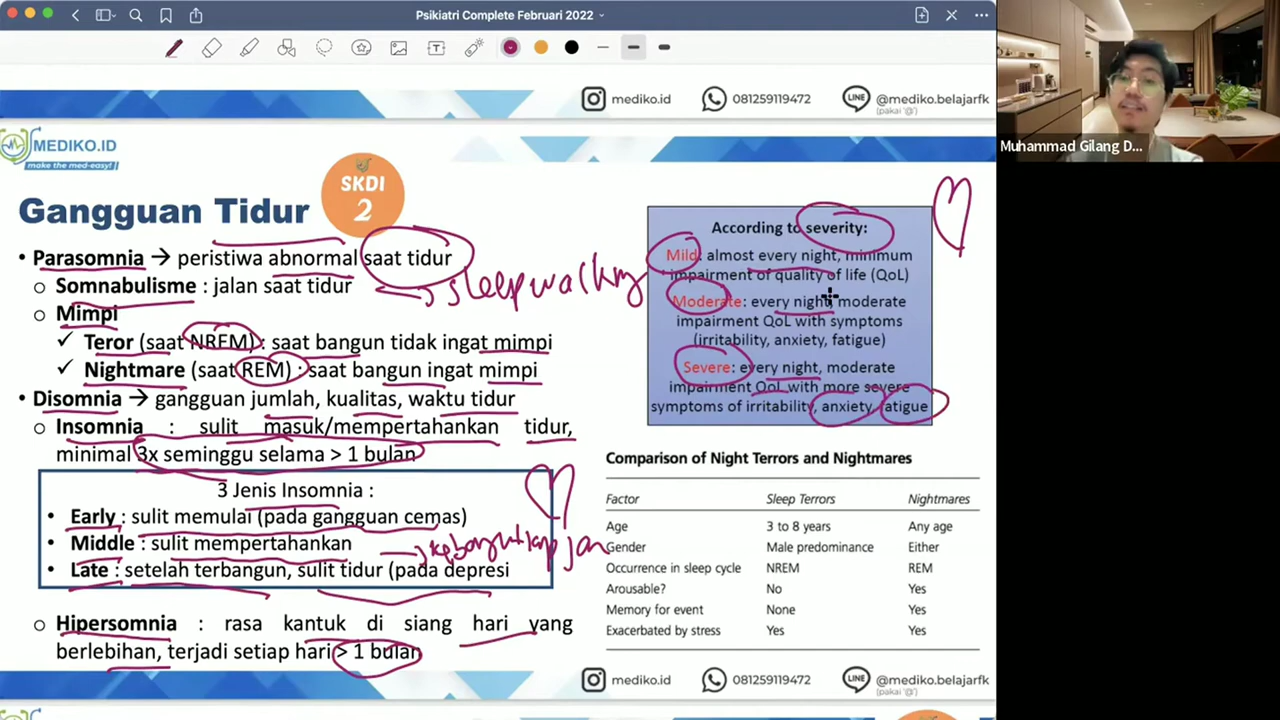 Psikiatri Complete Februari 2022
mediko.id
081259119472
LINE
@mediko.belajarfk
(pakai '@')
MEDIKO.ID
make the med-easy!
SKDI
2
Gangguan Tidur
• Parasomnia → peristiwa abnormal saat tidur
o Somnabulisme : jalan saat tidur
sleepwalking
o Mimpi
✓ Teror (saat NREM) : saat bangun tidak ingat mimpi
✓ Nightmare (saat REM) : saat bangun ingat mimpi
• Disomnia → gangguan jumlah, kualitas, waktu tidur
o Insomnia : sulit masuk/mempertahankan tidur,
minimal 3x seminggu selama > 1 bulan
3 Jenis Insomnia :
• Early : sulit memulai (pada gangguan cemas)
• Middle : sulit mempertahankan
• Late : setelah terbangun, sulit tidur (pada depresi
o Hipersomnia : rasa kantuk di siang hari yang
berlebihan, terjadi setiap hari > 1 bulan
According to severity:
Mild: almost every night, minimum
impairment of quality of life (QoL)
Moderate: every night, moderate
impairment QoL with symptoms
(irritability, anxiety, fatigue)
Severe: every night, moderate
impairment QoL with more severe
symptoms of irritability, anxiety, fatigue
Comparison of Night Terrors and Nightmares
Factor Sleep Terrors Nightmares
Age 3 to 8 years Any age
Gender Male predominance Either
Occurrence in sleep cycle NREM REM
Arousable? No Yes
Memory for event None Yes
Exacerbated by stress Yes Yes
mediko.id
081259119472
LINE
@mediko.belajarfk
(pakai '@')
Muhammad Gilang D...